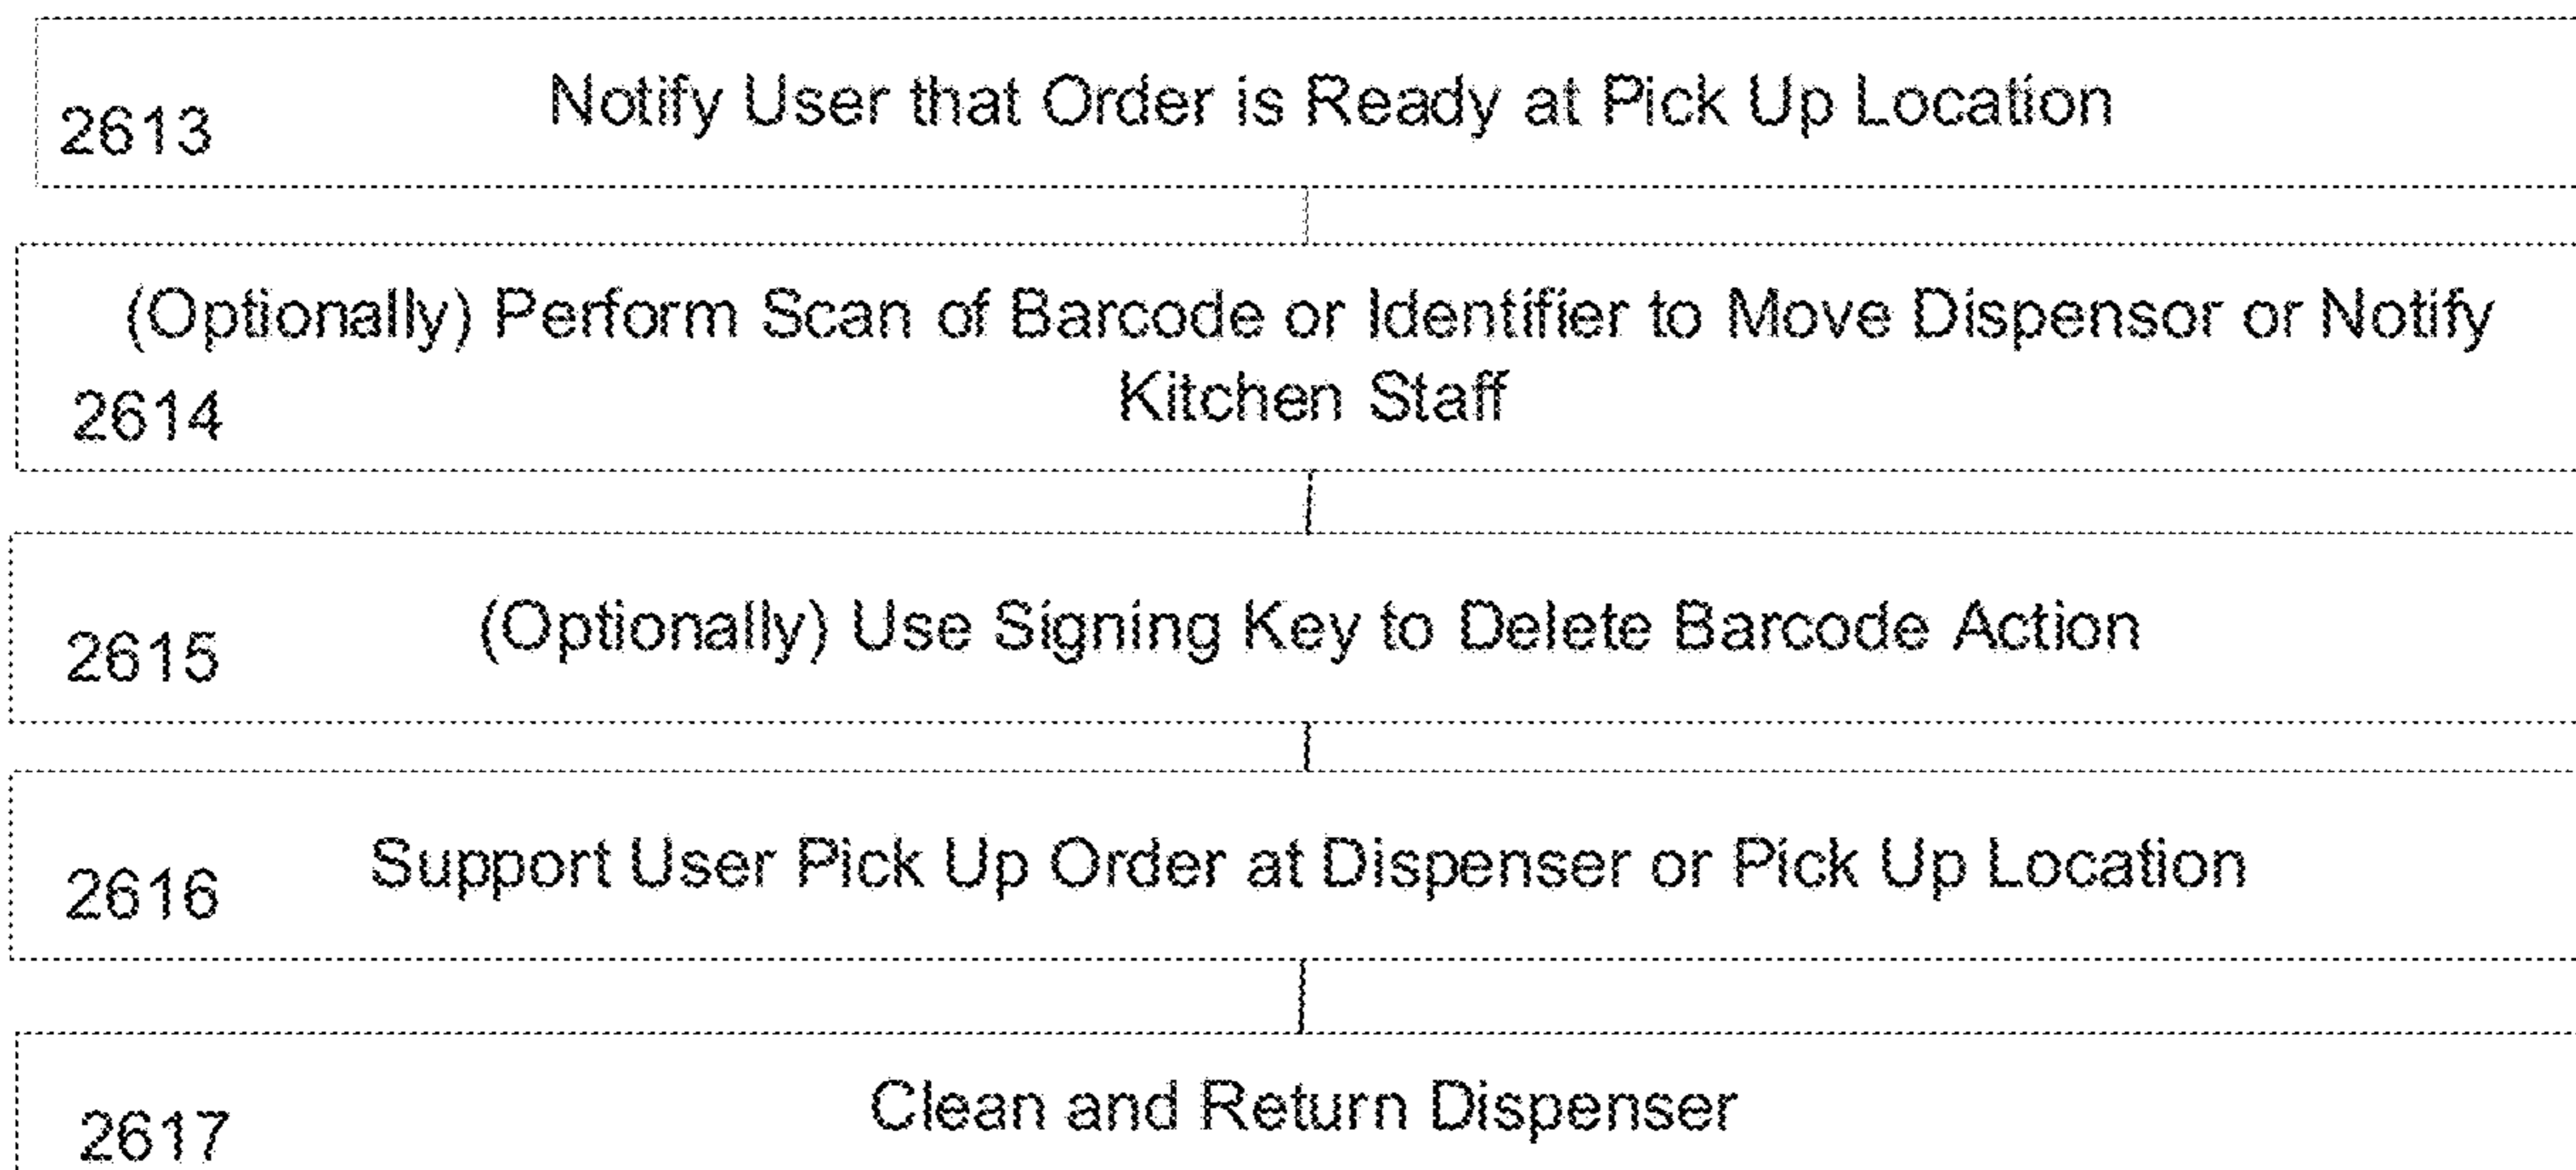 Notify User that Order is Ready at Pick Up Location
2613
(Optionally) Perform Scan of Barcode or Identifier to Move Dispensor or Notify
Kitchen Staff
2614
(Optionally) Use Signing Key to Delete Barcode Action
2615
Support User Pick Up Order at Dispenser or Pick Up Location
2616
Clean and Return Dispenser
2617